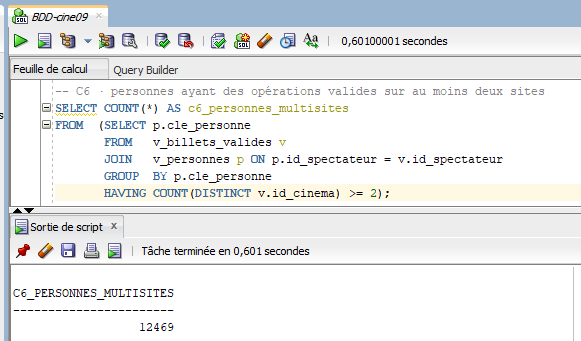 BDD-cine09
SQL
0,60100001 secondes
Feuille de calcul Query Builder
-- C6 · personnes ayant des opérations valides sur au moins deux sites
SELECT COUNT(*) AS c6_personnes_multisites
FROM (SELECT p.cle_personne
FROM v_billets_valides v
JOIN v_personnes p ON p.id_spectateur = v.id_spectateur
GROUP BY p.cle_personne
HAVING COUNT(DISTINCT v.id_cinema) >= 2);
Sortie de script x
Tâche terminée en 0,601 secondes
C6_PERSONNES_MULTISITES
-----------------------
12469